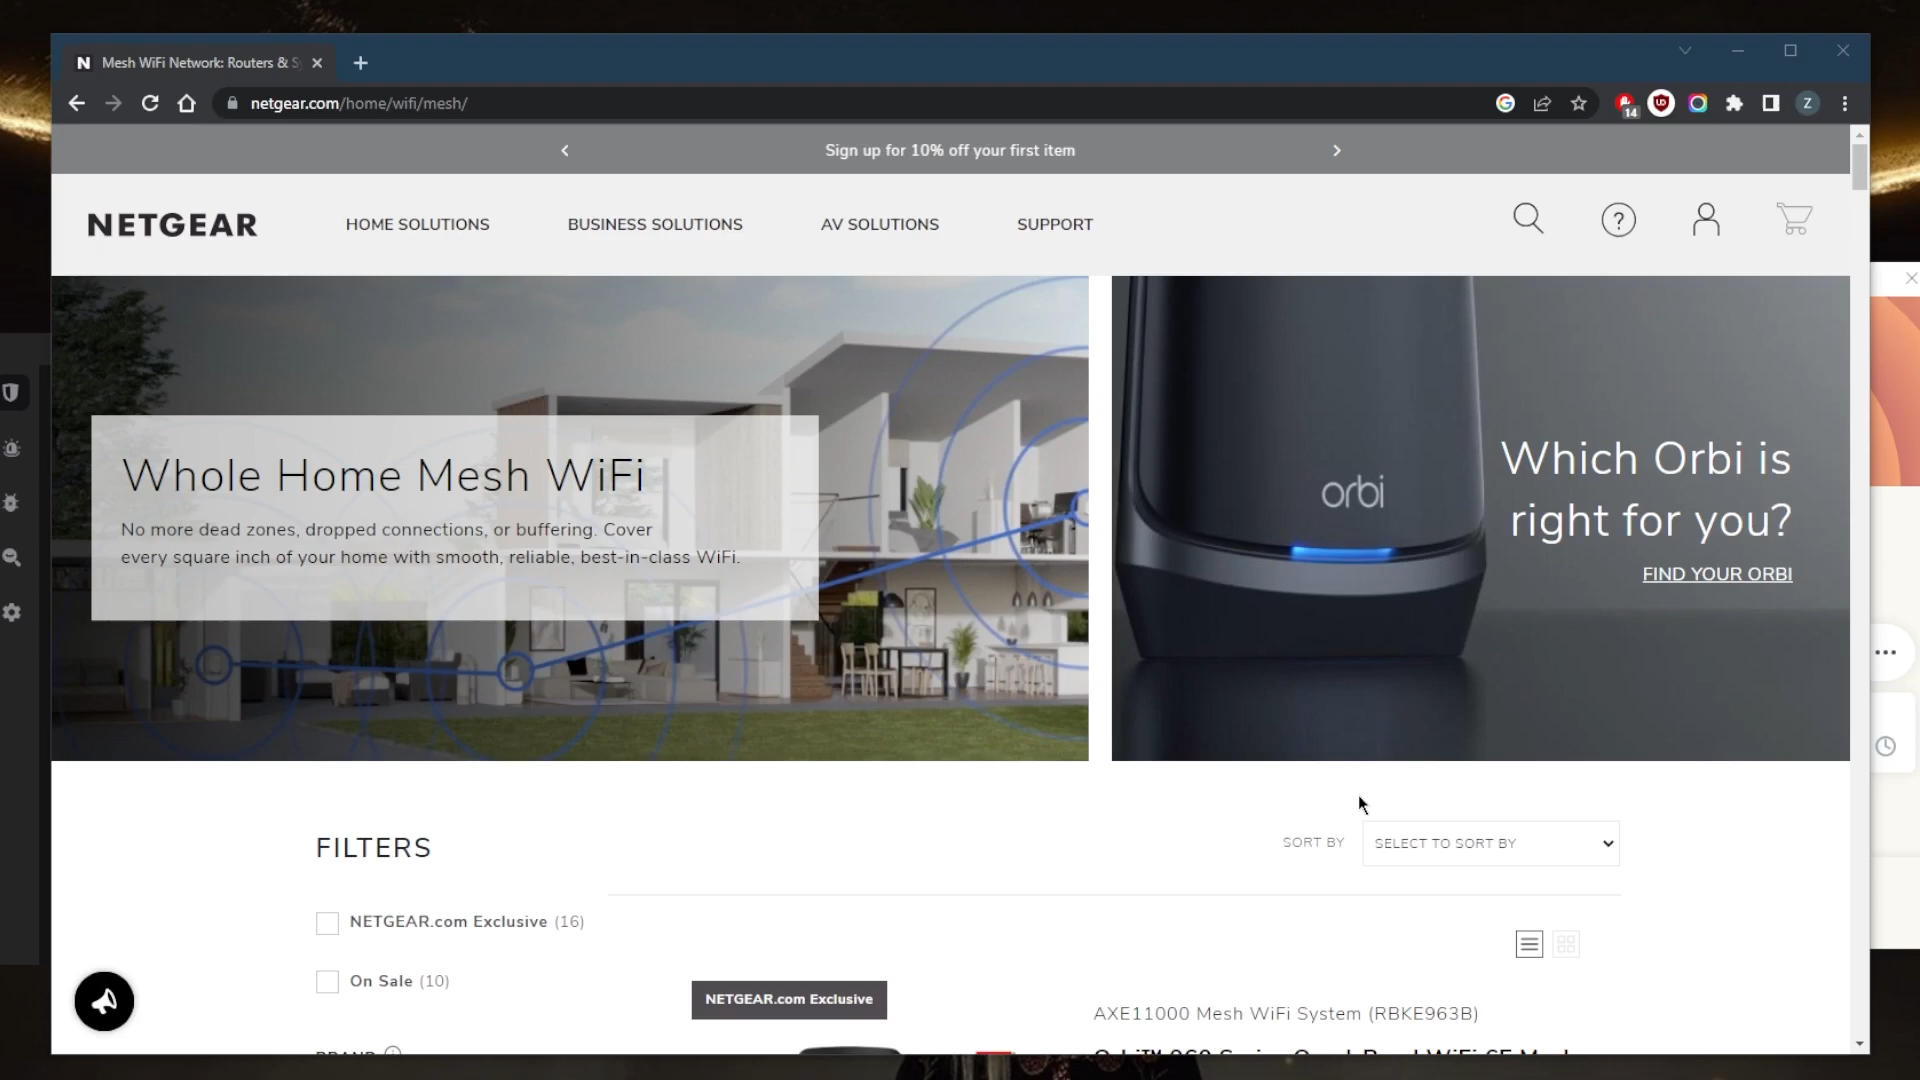 N Mesh WiFi Network: Routers & S
netgear.com/home/wifi/mesh/
14
Z
Sign up for 10% off your first item
NETGEAR
HOME SOLUTIONS
BUSINESS SOLUTIONS
AV SOLUTIONS
SUPPORT
?
Whole Home Mesh WiFi
No more dead zones, dropped connections, or buffering. Cover
every square inch of your home with smooth, reliable, best-in-class WiFi.
orbi
Which Orbi is
right for you?
FIND YOUR ORBI
FILTERS
SORT BY
SELECT TO SORT BY
NETGEAR.com Exclusive (16)
On Sale (10)
NETGEAR.com Exclusive
AXE11000 Mesh WiFi System (RBKE963B)
BRAND